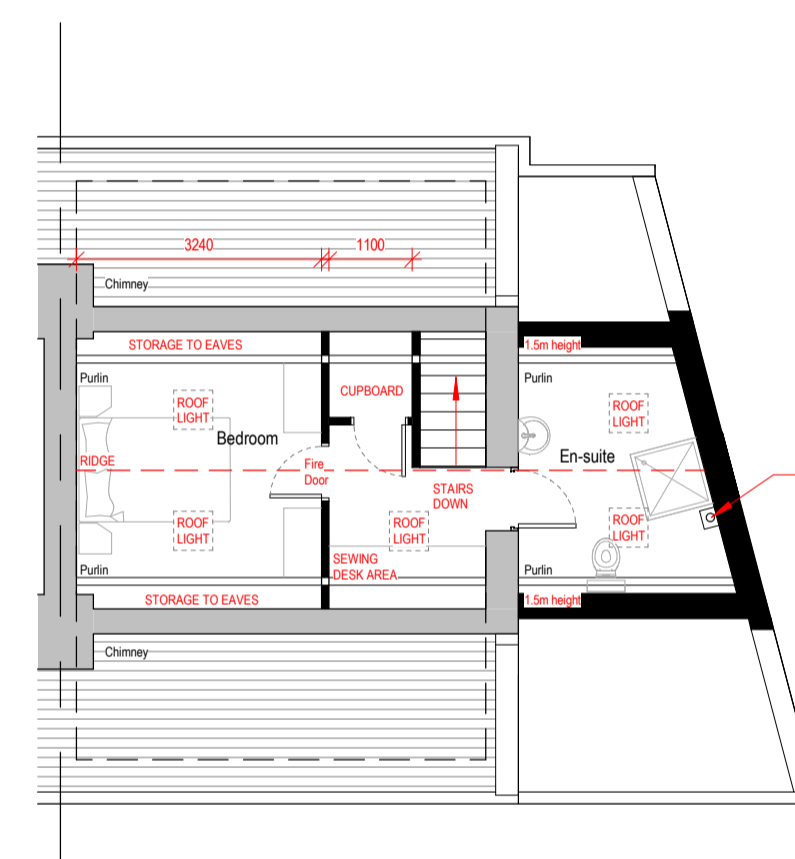 3240
1100
Chimney
STORAGE TO EAVES
1.5m height
Purlin
Purlin
CUPBOARD
ROOF
LIGHT
ROOF
LIGHT
Bedroom
En-suite
RIDGE
Fire
Door
STAIRS
DOWN
ROOF
LIGHT
ROOF
LIGHT
ROOF
LIGHT
SEWING
DESK AREA
Purlin
Purlin
STORAGE TO EAVES
1.5m height
Chimney